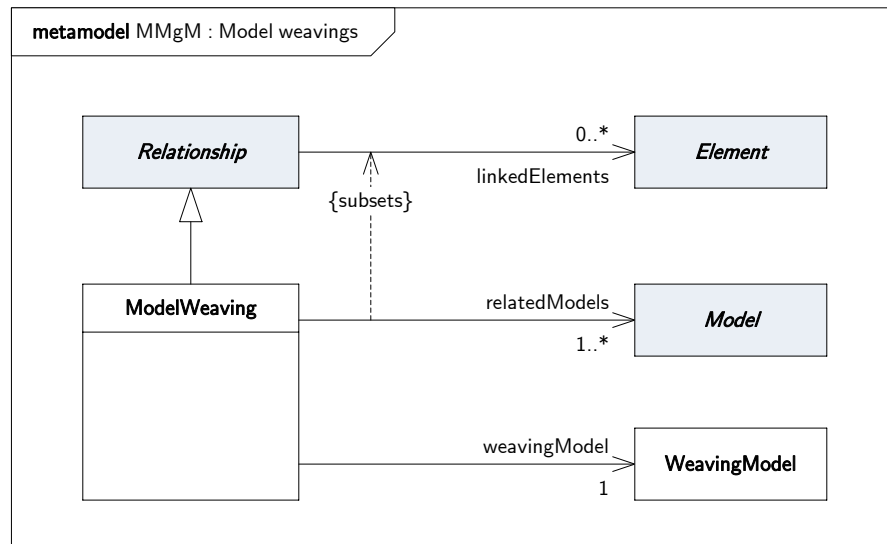 metamodel MMgM : Model weavings
Relationship
0..*
linkedElements
Element
{subsets}
ModelWeaving
relatedModels
1..*
Model
weavingModel
1
WeavingModel